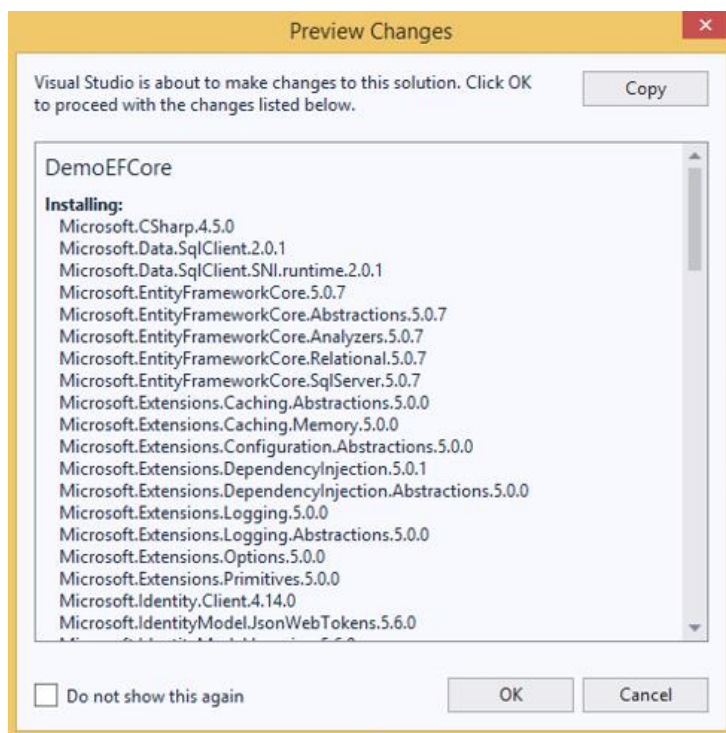 Preview Changes
Visual Studio is about to make changes to this solution. Click OK
to proceed with the changes listed below.
Copy
DemoEFCore
Installing:
Microsoft.CSharp.4.5.0
Microsoft.Data.SqlClient.2.0.1
Microsoft.Data.SqlClient.SNI.runtime.2.0.1
Microsoft.EntityFrameworkCore.5.0.7
Microsoft.EntityFrameworkCore.Abstractions.5.0.7
Microsoft.EntityFrameworkCore.Analyzers.5.0.7
Microsoft.EntityFrameworkCore.Relational.5.0.7
Microsoft.EntityFrameworkCore.SqlServer.5.0.7
Microsoft.Extensions.Caching.Abstractions.5.0.0
Microsoft.Extensions.Caching.Memory.5.0.0
Microsoft.Extensions.Configuration.Abstractions.5.0.0
Microsoft.Extensions.DependencyInjection.5.0.1
Microsoft.Extensions.DependencyInjection.Abstractions.5.0.0
Microsoft.Extensions.Logging.5.0.0
Microsoft.Extensions.Logging.Abstractions.5.0.0
Microsoft.Extensions.Options.5.0.0
Microsoft.Extensions.Primitives.5.0.0
Microsoft.Identity.Client.4.14.0
Microsoft.IdentityModel.JsonWebTokens.5.6.0
Do not show this again
OK
Cancel